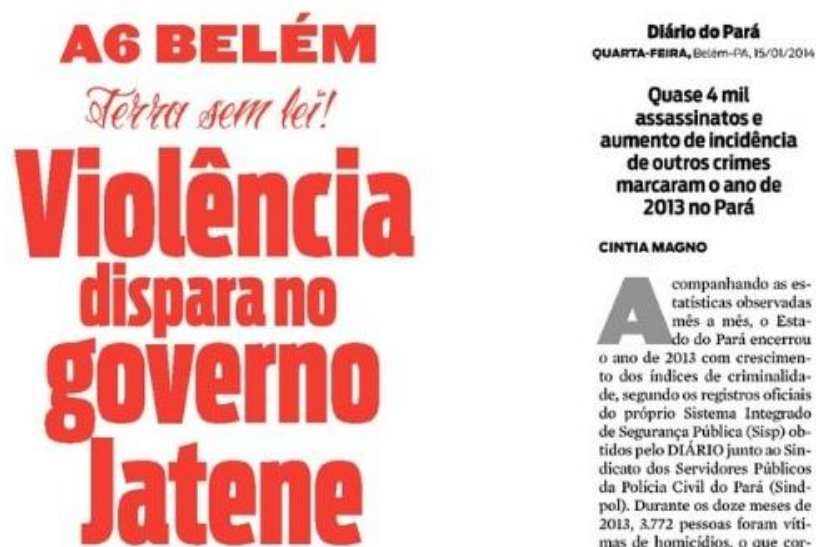 A6 BELÉM
Terra sem lei!
Violência
dispara no
governo
Jatene
Diário do Pará
QUARTA-FEIRA, Belém-PA, 15/01/2014
Quase 4 mil
assassinatos e
aumento de incidência
de outros crimes
marcaram o ano de
2013 no Pará
CINTIA MAGNO
Acompanhando as es-
tatísticas observadas
mês a mês, o Esta-
do do Pará encerrou
o ano de 2013 com crescimen-
to dos índices de criminalida-
de, segundo os registros oficiais
do próprio Sistema Integrado
de Segurança Pública (Sisp) ob-
tidos pelo DIÁRIO junto ao Sin-
dicato dos Servidores Públicos
da Polícia Civil do Pará (Sind-
pol). Durante os doze meses de
2013, 3.772 pessoas foram víti-
mas de homicídios, o que cor-